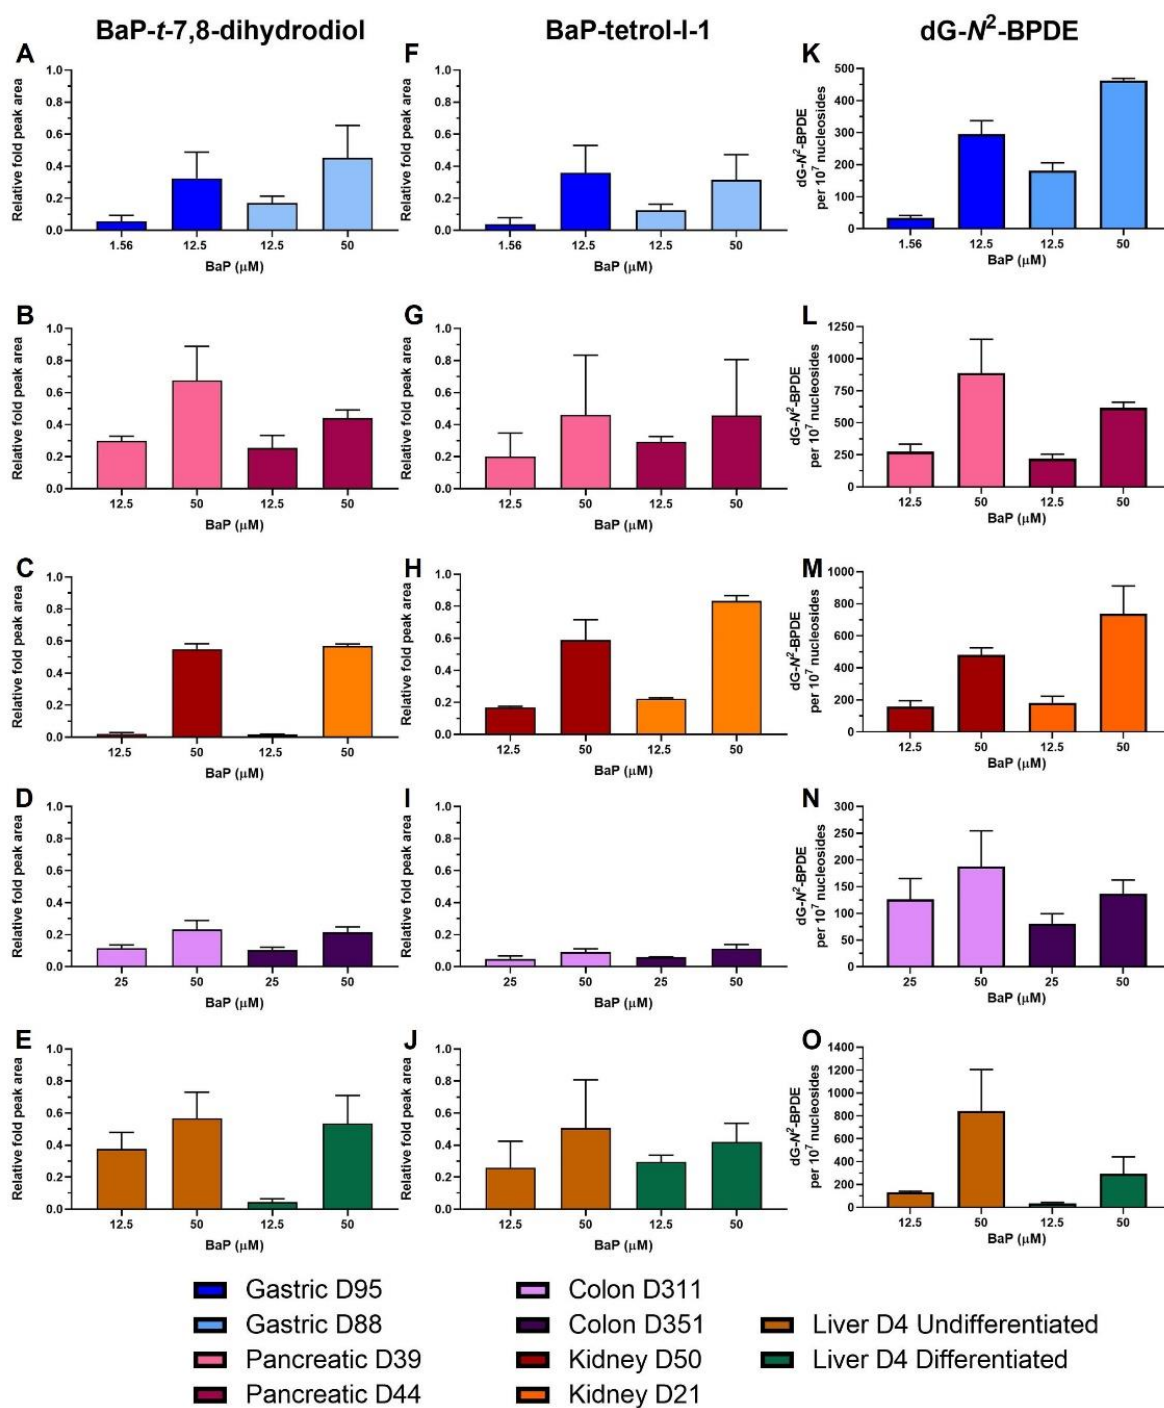 BaP-t-7,8-dihydrodiol
BaP-tetrol-I-1
dG-N²-BPDE
A
Relative fold peak area
1.0
0.8
0.6
0.4
0.2
0.0
1.56 12.5 12.5 50
BaP (μM)
F
Relative fold peak area
1.0
0.8
0.6
0.4
0.2
0.0
1.56 12.5 12.5 50
BaP (μM)
K
dG-N²-BPDE
per 10⁷ nucleosides
500
400
300
200
100
0
1.56 12.5 12.5 50
BaP (μM)
B
Relative fold peak area
1.0
0.8
0.6
0.4
0.2
0.0
12.5 50 12.5 50
BaP (μM)
G
Relative fold peak area
1.0
0.8
0.6
0.4
0.2
0.0
12.5 50 12.5 50
BaP (μM)
L
dG-N²-BPDE
per 10⁷ nucleosides
1250
1000
750
500
250
0
12.5 50 12.5 50
BaP (μM)
C
Relative fold peak area
1.0
0.8
0.6
0.4
0.2
0.0
12.5 50 12.5 50
BaP (μM)
H
Relative fold peak area
1.0
0.8
0.6
0.4
0.2
0.0
12.5 50 12.5 50
BaP (μM)
M
dG-N²-BPDE
per 10⁷ nucleosides
1000
800
600
400
200
0
12.5 50 12.5 50
BaP (μM)
D
Relative fold peak area
1.0
0.8
0.6
0.4
0.2
0.0
25 50 25 50
BaP (μM)
I
Relative fold peak area
1.0
0.8
0.6
0.4
0.2
0.0
25 50 25 50
BaP (μM)
N
dG-N²-BPDE
per 10⁷ nucleosides
300
250
200
150
100
50
0
25 50 25 50
BaP (μM)
E
Relative fold peak area
1.0
0.8
0.6
0.4
0.2
0.0
12.5 50 12.5 50
BaP (μM)
J
Relative fold peak area
1.0
0.8
0.6
0.4
0.2
0.0
12.5 50 12.5 50
BaP (μM)
O
dG-N²-BPDE
per 10⁷ nucleosides
1400
1200
1000
800
600
400
200
0
12.5 50 12.5 50
BaP (μM)
Gastric D95
Gastric D88
Pancreatic D39
Pancreatic D44
Colon D311
Colon D351
Kidney D50
Kidney D21
Liver D4 Undifferentiated
Liver D4 Differentiated